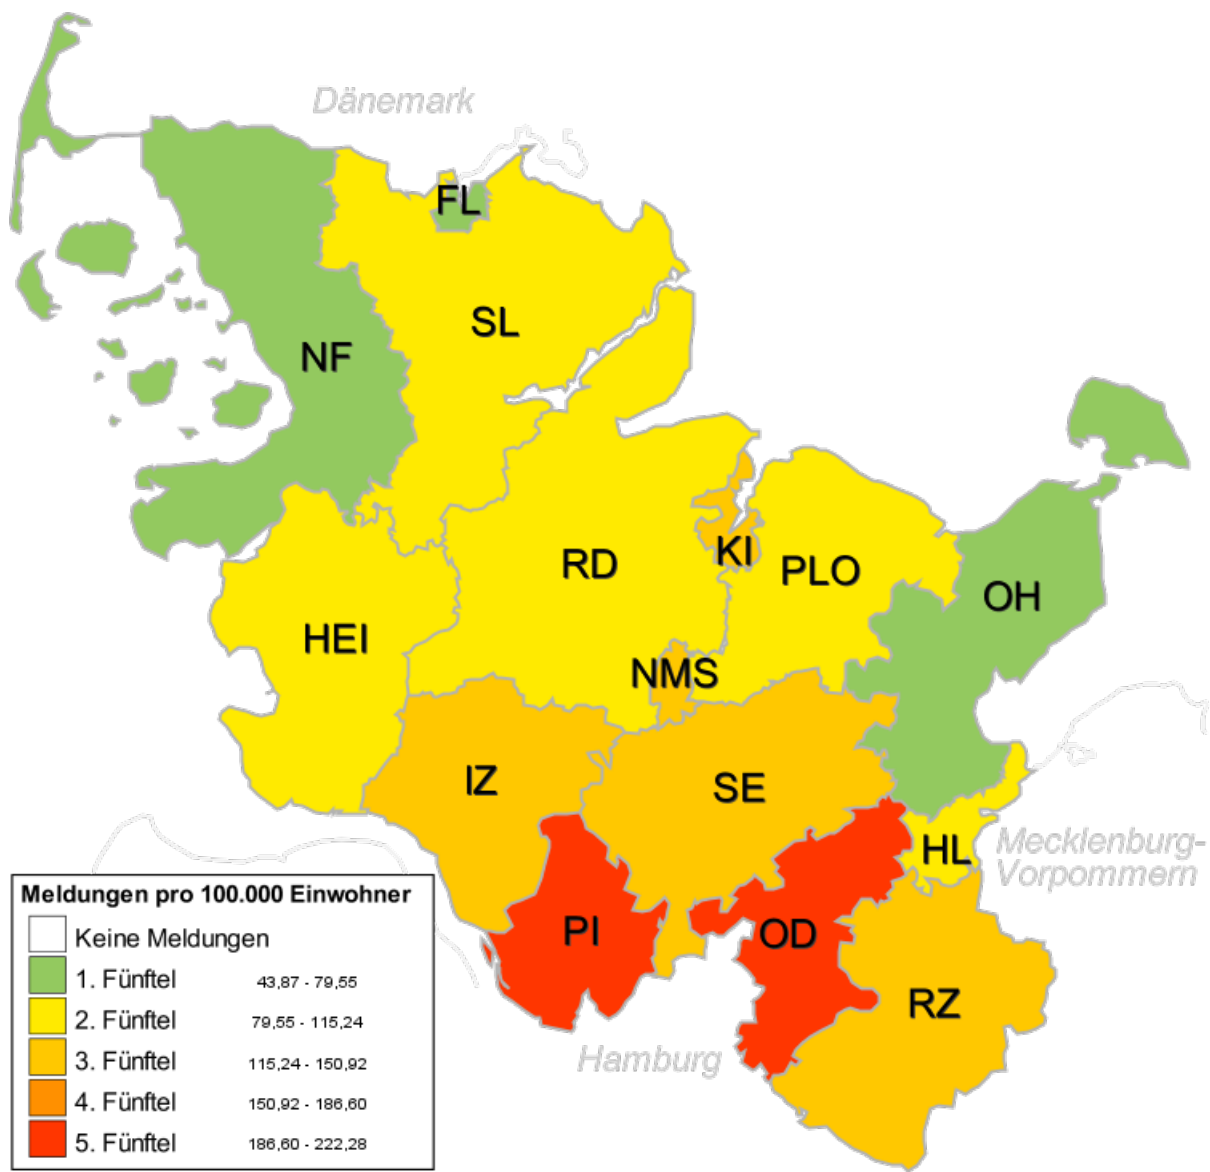 Dänemark
FL
SL
NF
RD
KI
PLO
OH
HEI
NMS
IZ
SE
HL
Mecklenburg-
Vorpommern
PI
OD
RZ
Hamburg
Meldungen pro 100.000 Einwohner
Keine Meldungen
1. Fünftel 43,87 - 79,55
2. Fünftel 79,55 - 115,24
3. Fünftel 115,24 - 150,92
4. Fünftel 150,92 - 186,60
5. Fünftel 186,60 - 222,28